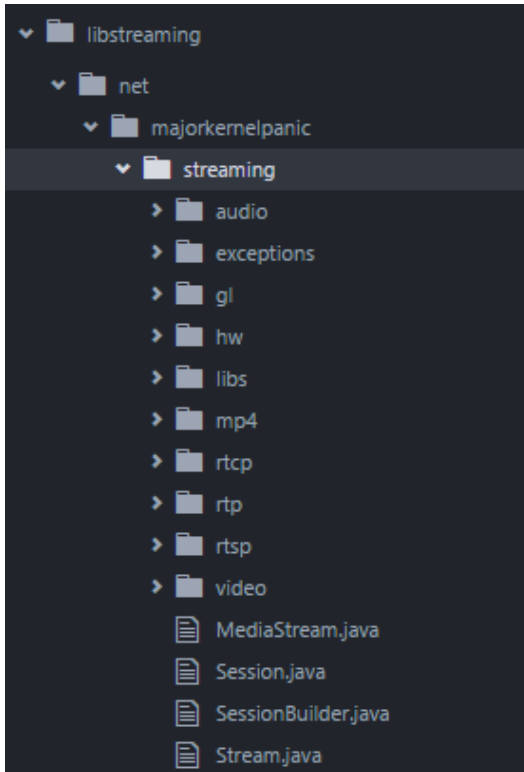 libstreaming
net
majorkernelpanic
streaming
audio
exceptions
gl
hw
libs
mp4
rtcp
rtp
rtsp
video
MediaStream.java
Session.java
SessionBuilder.java
Stream.java